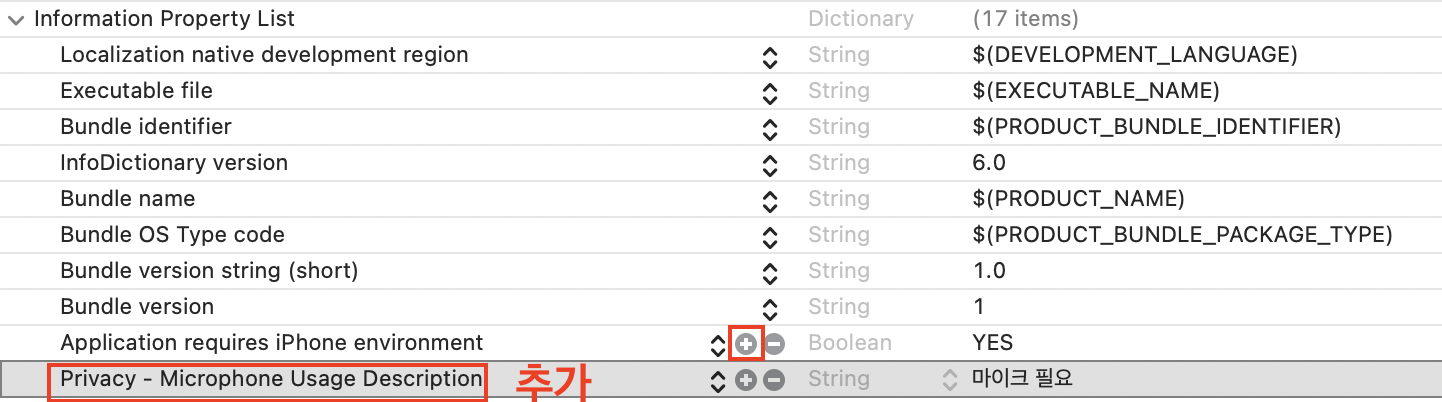 Information Property List Dictionary (17 items)
Localization native development region String $(DEVELOPMENT_LANGUAGE)
Executable file String $(EXECUTABLE_NAME)
Bundle identifier String $(PRODUCT_BUNDLE_IDENTIFIER)
InfoDictionary version String 6.0
Bundle name String $(PRODUCT_NAME)
Bundle OS Type code String $(PRODUCT_BUNDLE_PACKAGE_TYPE)
Bundle version string (short) String 1.0
Bundle version String 1
Application requires iPhone environment Boolean YES
Privacy - Microphone Usage Description 추가 String 마이크 필요